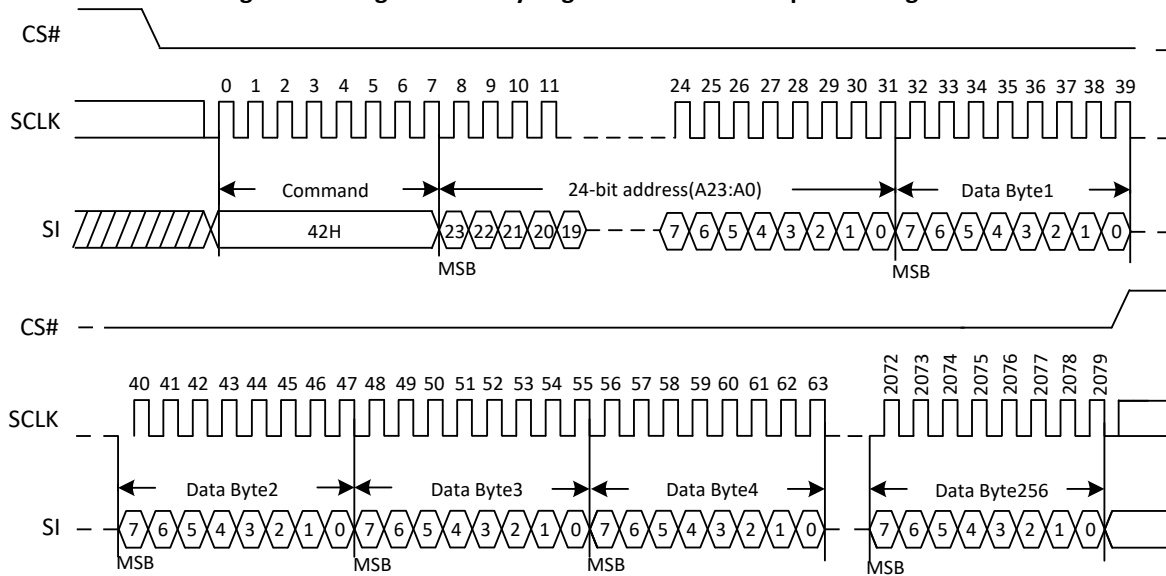 CS#
0 1 2 3 4 5 6 7 8 9 10 11 24 25 26 27 28 29 30 31 32 33 34 35 36 37 38 39
SCLK
Command 24-bit address(A23:A0) Data Byte1
SI 42H 23 22 21 20 19 7 6 5 4 3 2 1 0 7 6 5 4 3 2 1 0
MSB MSB
CS#
40 41 42 43 44 45 46 47 48 49 50 51 52 53 54 55 56 57 58 59 60 61 62 63 2072 2073 2074 2075 2076 2077 2078 2079
SCLK
Data Byte2 Data Byte3 Data Byte4 Data Byte256
SI 7 6 5 4 3 2 1 0 7 6 5 4 3 2 1 0 7 6 5 4 3 2 1 0 7 6 5 4 3 2 1 0
MSB MSB MSB MSB